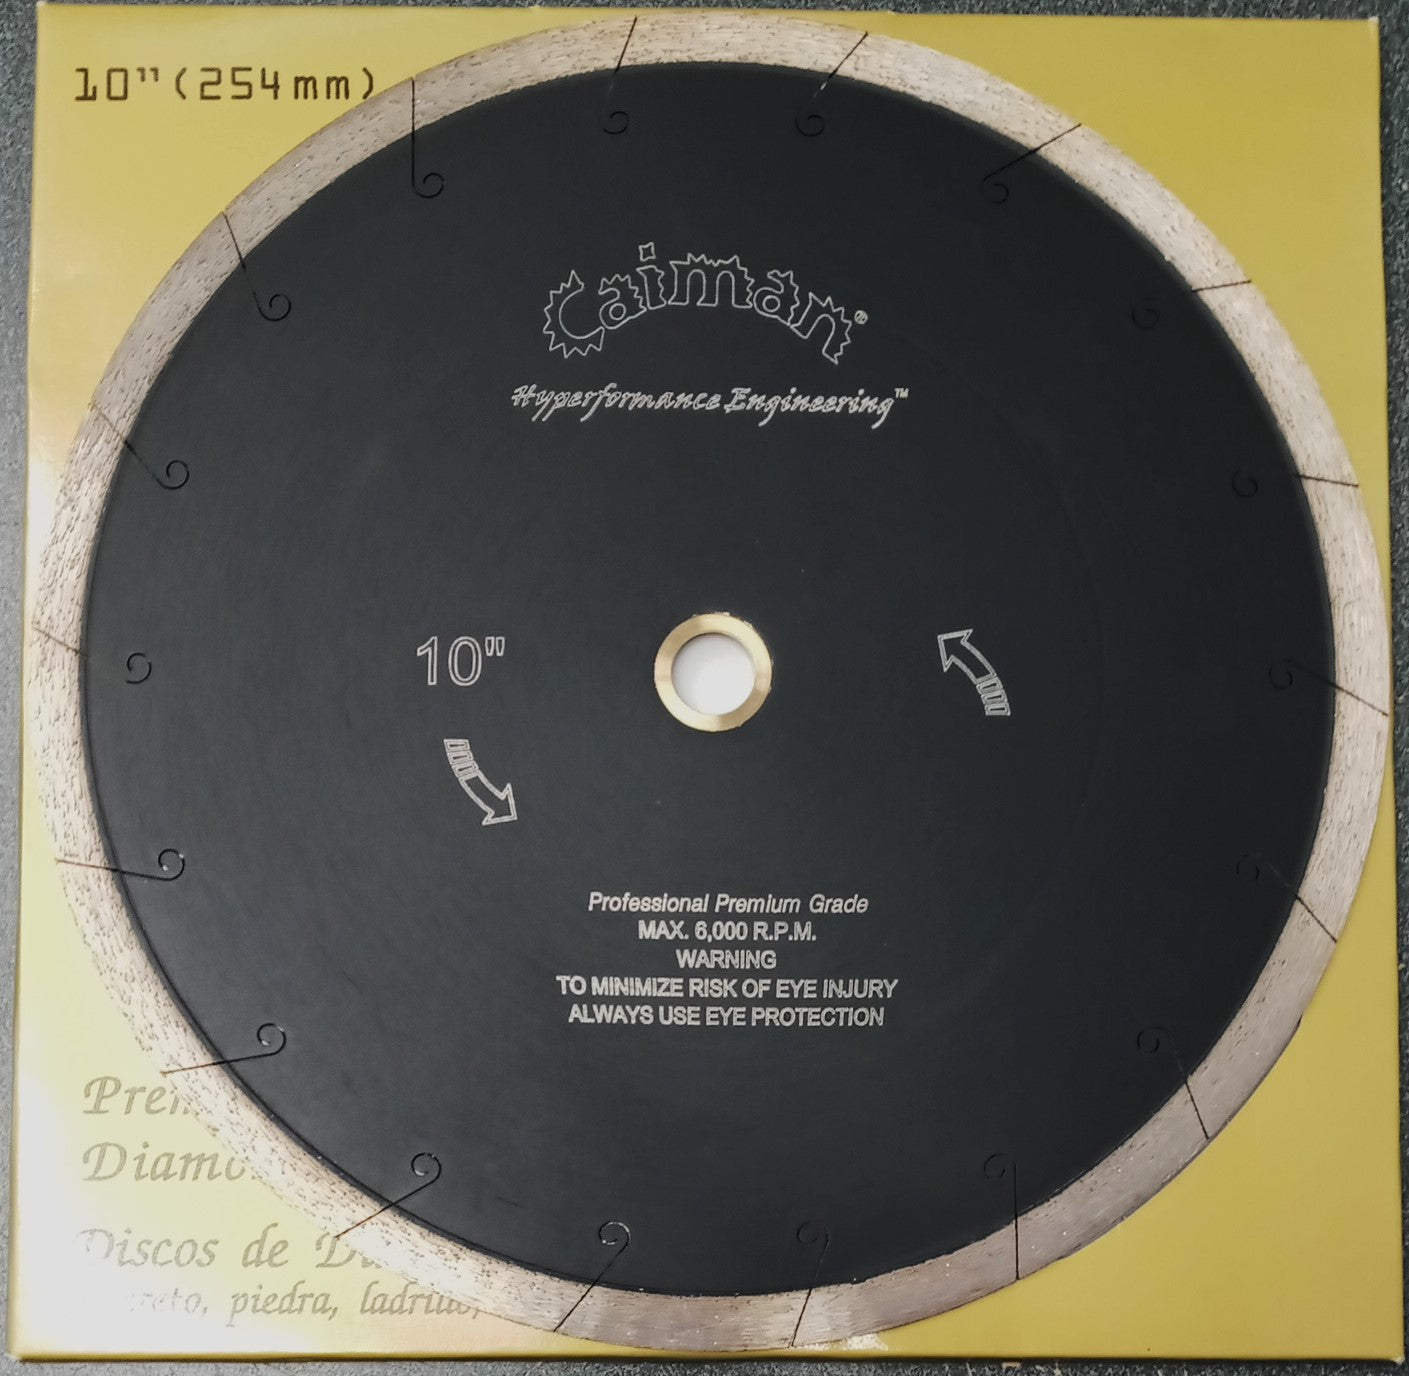 10" (254mm)
Caiman®
Hyperformance Engineering™
10"
Professional Premium Grade
MAX. 6,000 R.P.M.
WARNING
TO MINIMIZE RISK OF EYE INJURY
ALWAYS USE EYE PROTECTION
Discos de
piedra,